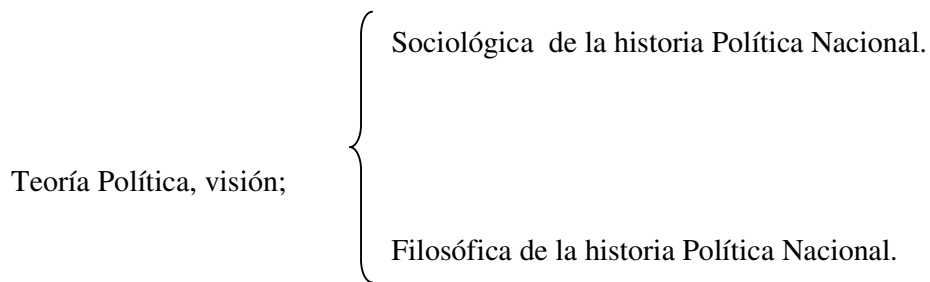 Sociológica de la historia Política Nacional.
Teoría Política, visión;
Filosófica de la historia Política Nacional.